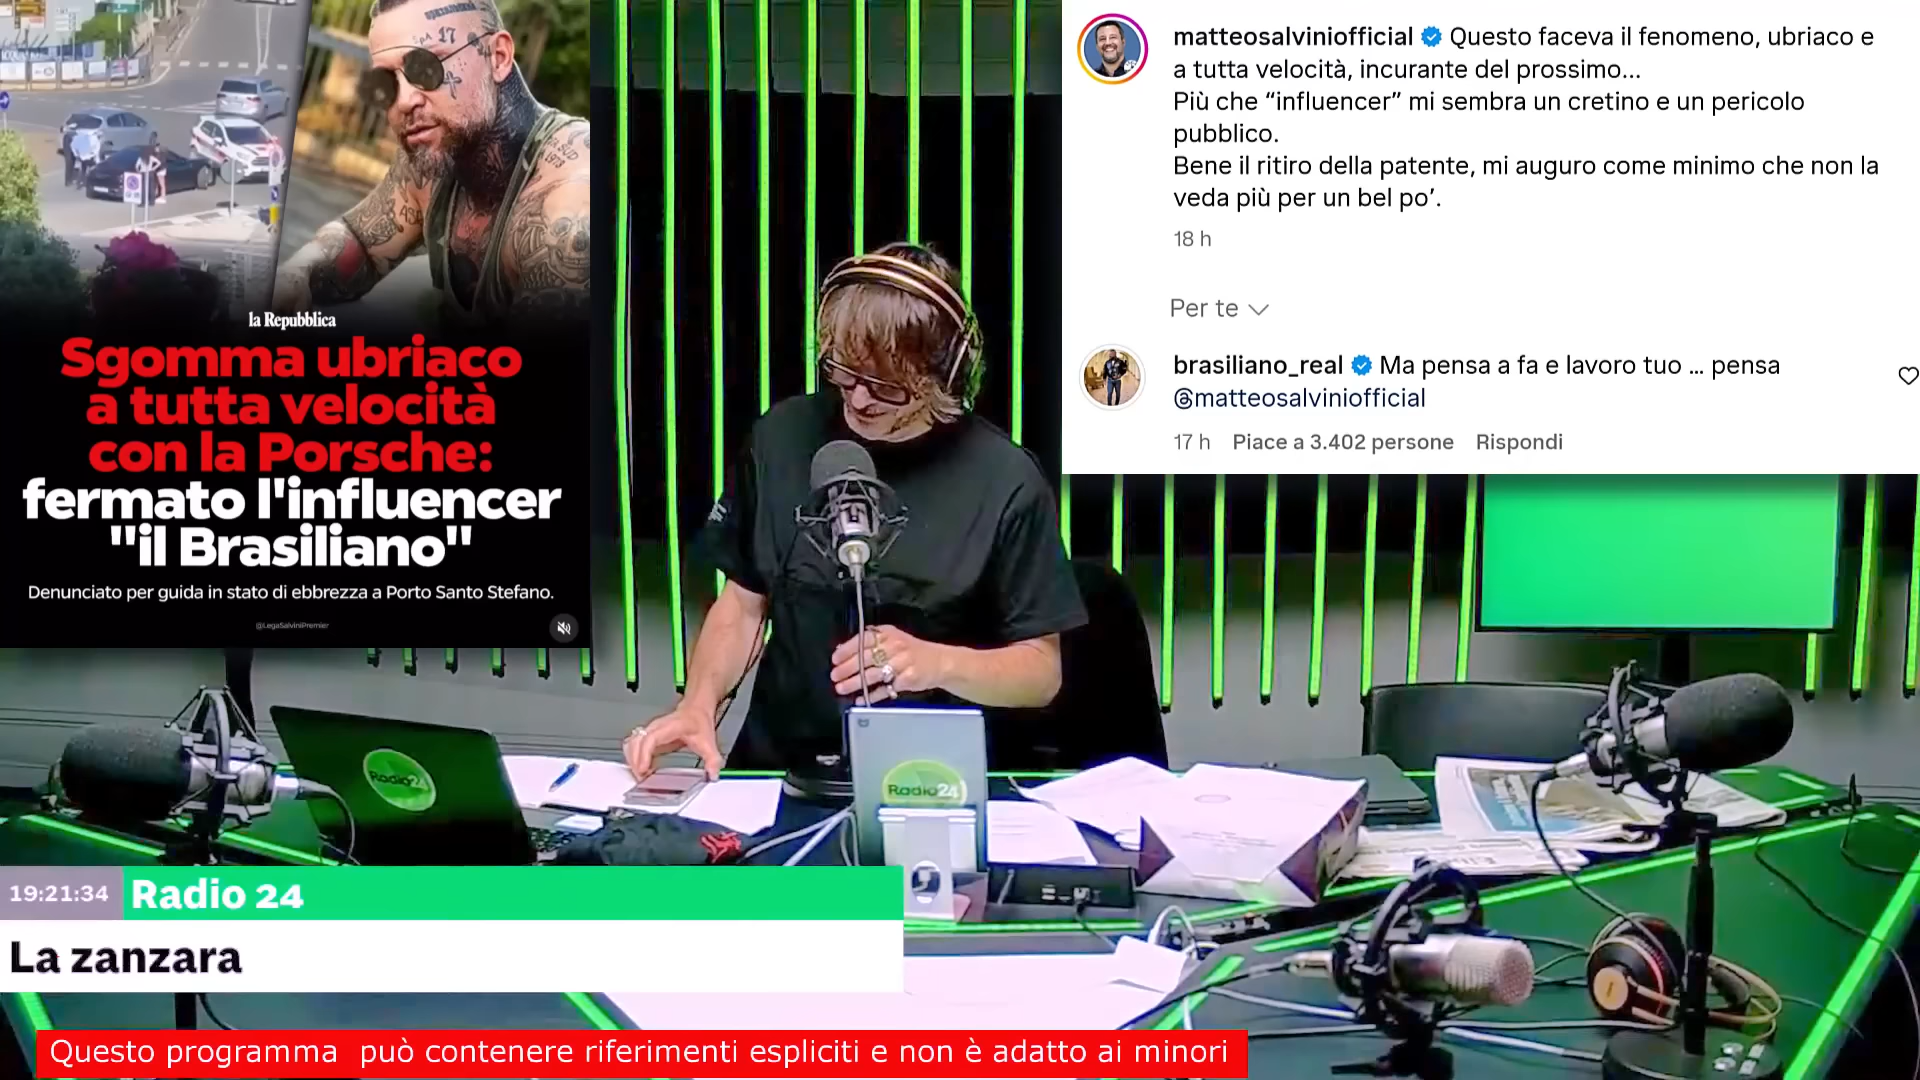 SPA 17
la Repubblica
Sgomma ubriaco
a tutta velocità
con la Porsche:
fermato l'influencer
"il Brasiliano"
Denunciato per guida in stato di ebbrezza a Porto Santo Stefano.
@LegaSalviniPremier
matteosalviniofficial Questo faceva il fenomeno, ubriaco e
a tutta velocità, incurante del prossimo...
Più che “influencer” mi sembra un cretino e un pericolo
pubblico.
Bene il ritiro della patente, mi auguro come minimo che non la
veda più per un bel po’.
18 h
Per te
brasiliano_real Ma pensa a fa e lavoro tuo ... pensa
@matteosalviniofficial
17 h Piace a 3.402 persone Rispondi
Radio24
Radio24
19:21:34 Radio 24
La zanzara
Questo programma può contenere riferimenti espliciti e non è adatto ai minori